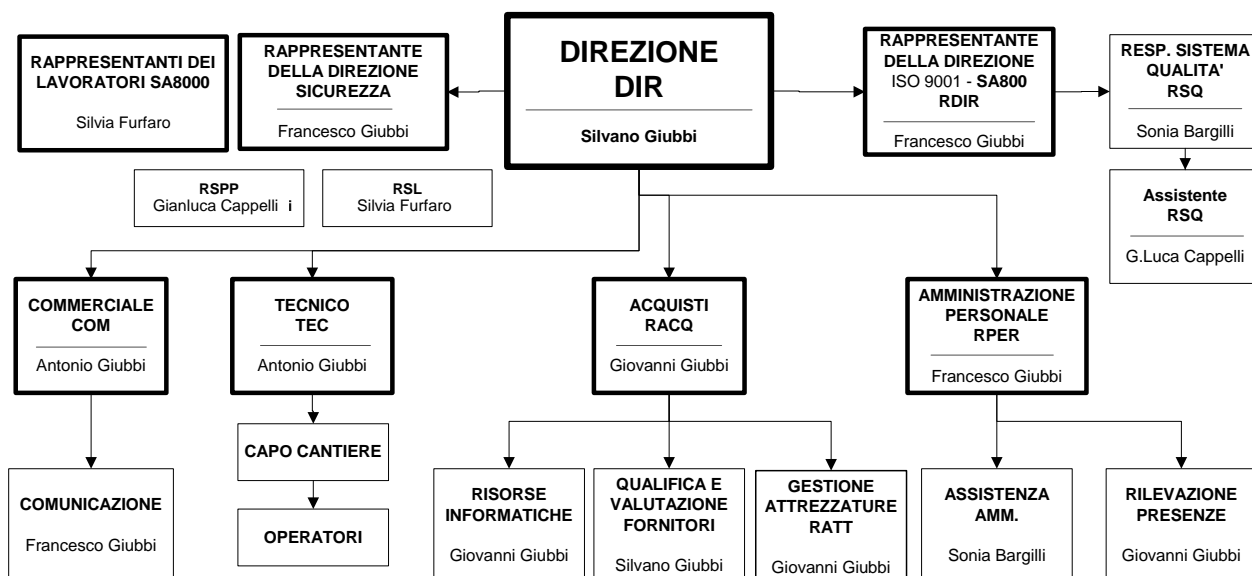 RAPPRESENTANTI DEI
LAVORATORI SA8000
Silvia Furfaro
RAPPRESENTANTE
DELLA DIREZIONE
SICUREZZA
Francesco Giubbi
DIREZIONE
DIR
Silvano Giubbi
RAPPRESENTANTE
DELLA DIREZIONE
ISO 9001 - SA800
RDIR
Francesco Giubbi
RESP. SISTEMA
QUALITA'
RSQ
Sonia Bargilli
RSPP
Gianluca Cappelli i
RSL
Silvia Furfaro
Assistente
RSQ
G.Luca Cappelli
COMMERCIALE
COM
Antonio Giubbi
TECNICO
TEC
Antonio Giubbi
ACQUISTI
RACQ
Giovanni Giubbi
AMMINISTRAZIONE
PERSONALE
RPER
Francesco Giubbi
CAPO CANTIERE
OPERATORI
COMUNICAZIONE
Francesco Giubbi
RISORSE
INFORMATICHE
Giovanni Giubbi
QUALIFICA E
VALUTAZIONE
FORNITORI
Silvano Giubbi
GESTIONE
ATTREZZATURE
RATT
Giovanni Giubbi
ASSISTENZA
AMM.
Sonia Bargilli
RILEVAZIONE
PRESENZE
Giovanni Giubbi